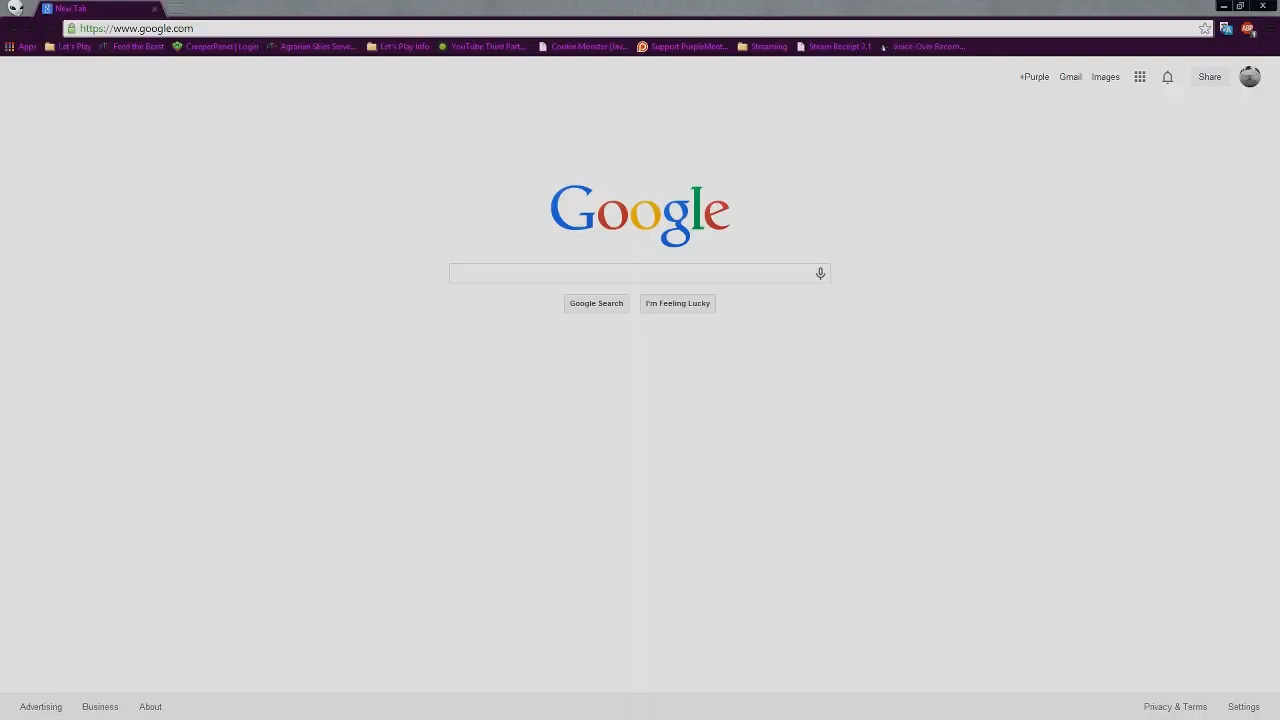 New Tab
https://www.google.com
Apps Let's Play Feed the Beast CreeperPanel | Login Agrarian Skies Serve... Let's Play Info YouTube Third Part... Cookie Monster (Jav... Support PurpleMent... Streaming Steam Receipt 2.1 Voice-Over Recom...
+Purple Gmail Images Share
Google
Google Search I'm Feeling Lucky
Advertising Business About Privacy & Terms Settings